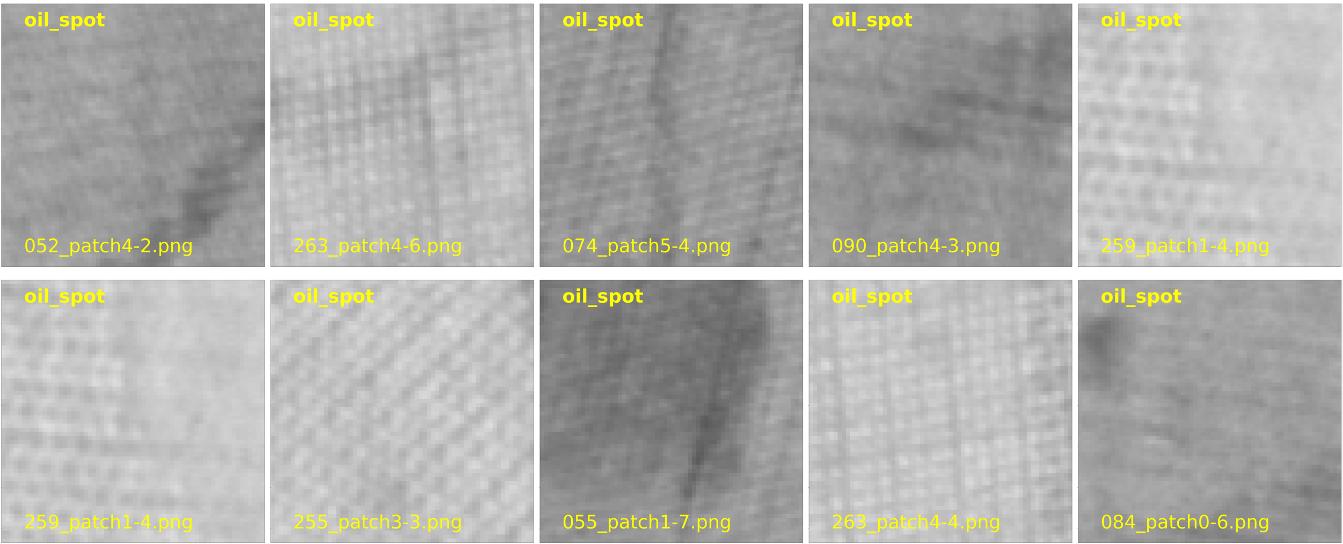 oil_spot
oil_spot
oil_spot
oil_spot
oil_spot
052_patch4-2.png
263_patch4-6.png
074_patch5-4.png
090_patch4-3.png
259_patch1-4.png
oil_spot
oil_spot
oil_spot
oil_spot
oil_spot
259_patch1-4.png
255_patch3-3.png
055_patch1-7.png
263_patch4-4.png
084_patch0-6.png